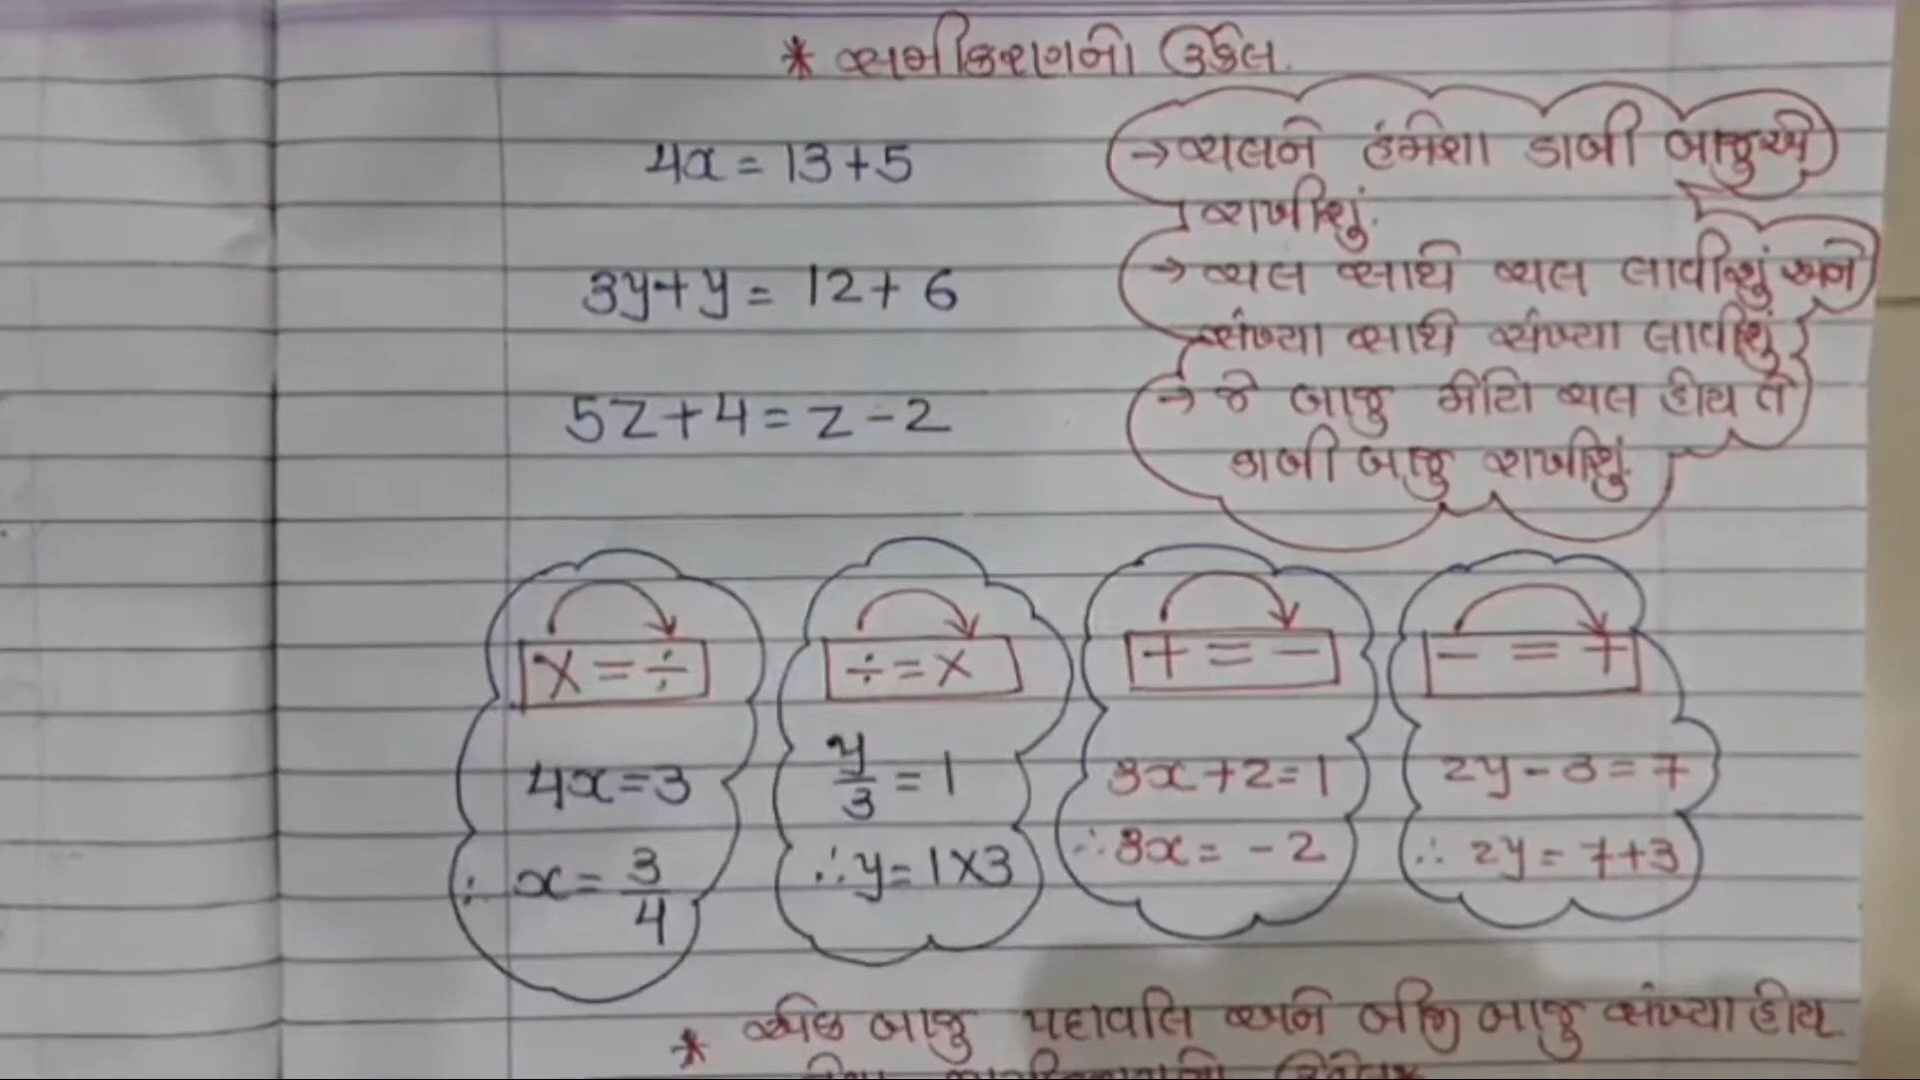 * સમીકરણનો ઉકેલ.
4x = 13 + 5
→ ચલને હંમેશા ડાબી બાજુએ
રાખીશું.
3y + y = 12 + 6
→ ચલ સાથે ચલ લાવીશું અને
સંખ્યા સાથે સંખ્યા લાવીશું
5z + 4 = z - 2
→ જે બાજુ મોટો ચલ હોય તે
ડાબી બાજુ રાખીશું.
× = ÷
4x = 3
∴ x = 3/4
÷ = ×
y/3 = 1
∴ y = 1 × 3
+ = -
3x + 2 = 1
∴ 3x = - 2
- = +
2y - 3 = 7
∴ 2y = 7 + 3
* એક બાજુ પદાવલિ અને બીજી બાજુ સંખ્યા હોય